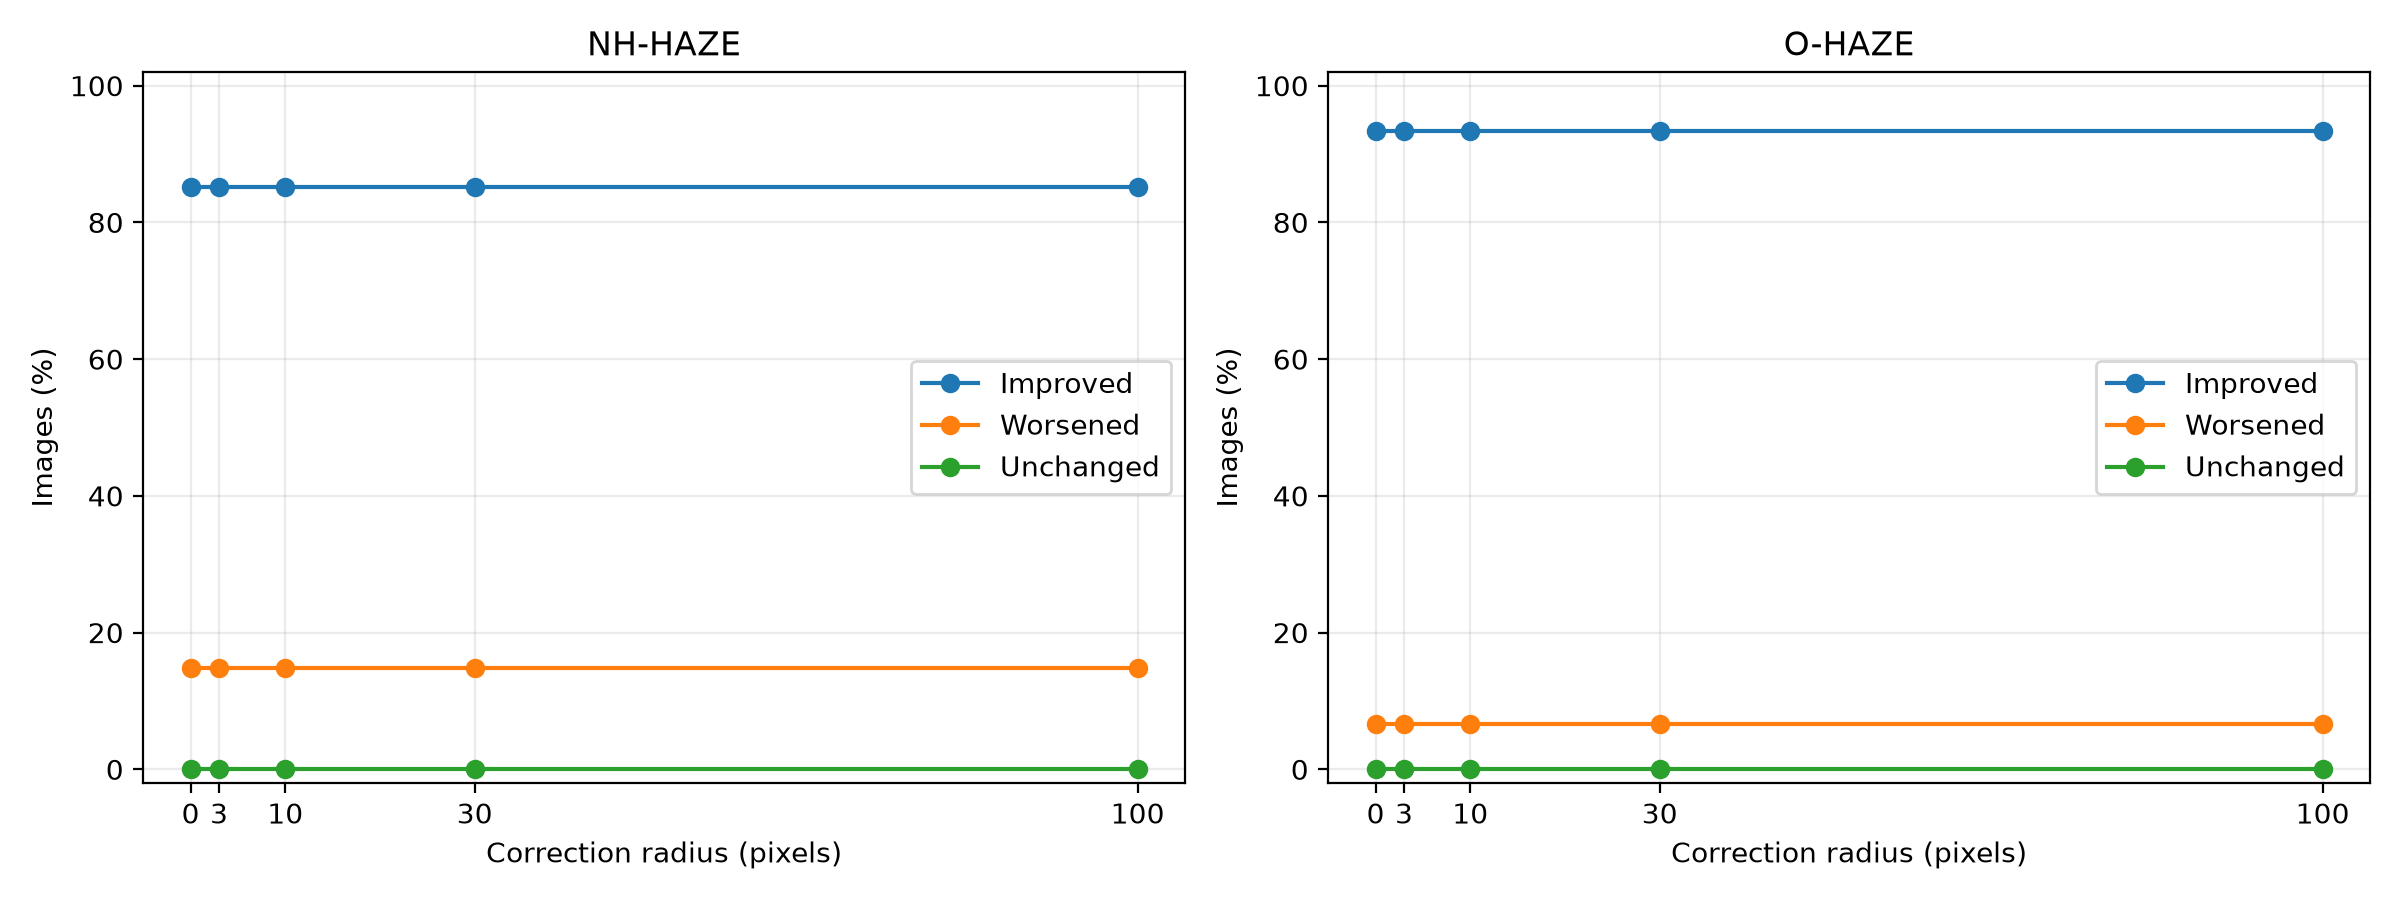 NH-HAZE
100
80
60
40
20
0
Images (%)
Improved
Worsened
Unchanged
0 3 10 30 100
Correction radius (pixels)
O-HAZE
100
80
60
40
20
0
Images (%)
Improved
Worsened
Unchanged
0 3 10 30 100
Correction radius (pixels)